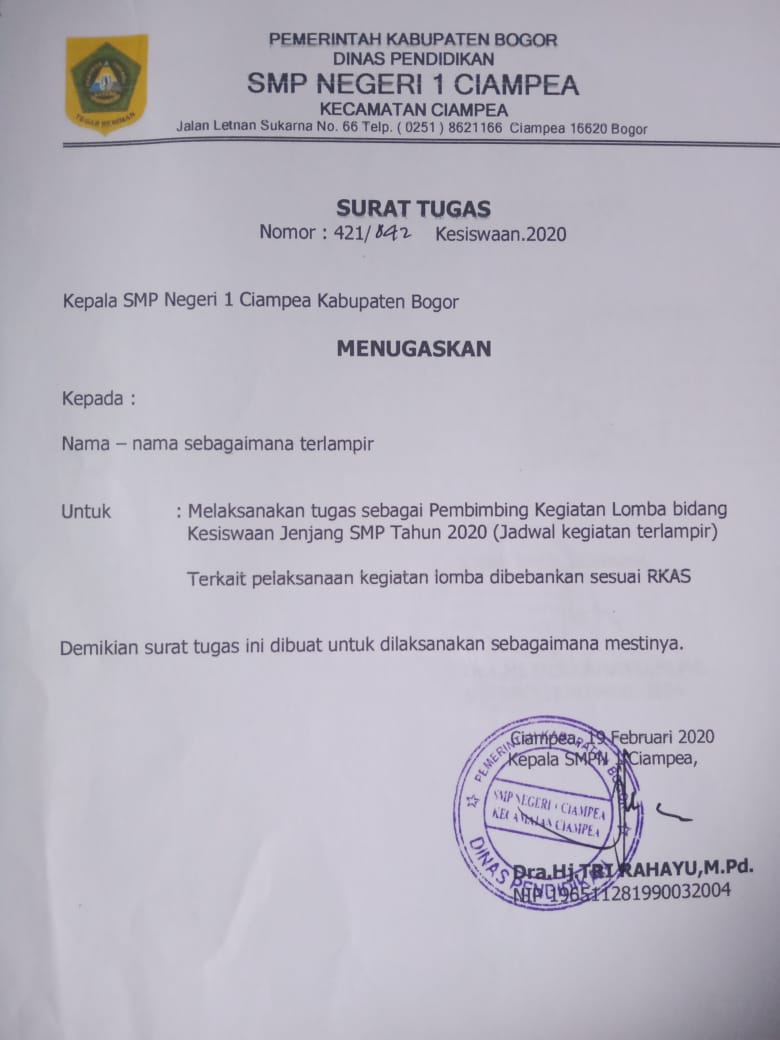 PEMERINTAH KABUPATEN BOGOR
DINAS PENDIDIKAN
SMP NEGERI 1 CIAMPEA
KECAMATAN CIAMPEA
Jalan Letnan Sukarna No. 66 Telp. ( 0251 ) 8621166 Ciampea 16620 Bogor
TEGAR BERIMAN
SURAT TUGAS
Nomor : 421/ 842 Kesiswaan.2020
Kepala SMP Negeri 1 Ciampea Kabupaten Bogor
MENUGASKAN
Kepada :
Nama – nama sebagaimana terlampir
Untuk : Melaksanakan tugas sebagai Pembimbing Kegiatan Lomba bidang
Kesiswaan Jenjang SMP Tahun 2020 (Jadwal kegiatan terlampir)
Terkait pelaksanaan kegiatan lomba dibebankan sesuai RKAS
Demikian surat tugas ini dibuat untuk dilaksanakan sebagaimana mestinya.
Ciampea, 19 Februari 2020
Kepala SMPN 1 Ciampea,
PEMERINTAH KABUPATEN BOGOR
SMP NEGERI 1 CIAMPEA
KECAMATAN CIAMPEA
DINAS PENDIDIKAN
Dra.Hj.TRI RAHAYU,M.Pd.
NIP 196511281990032004